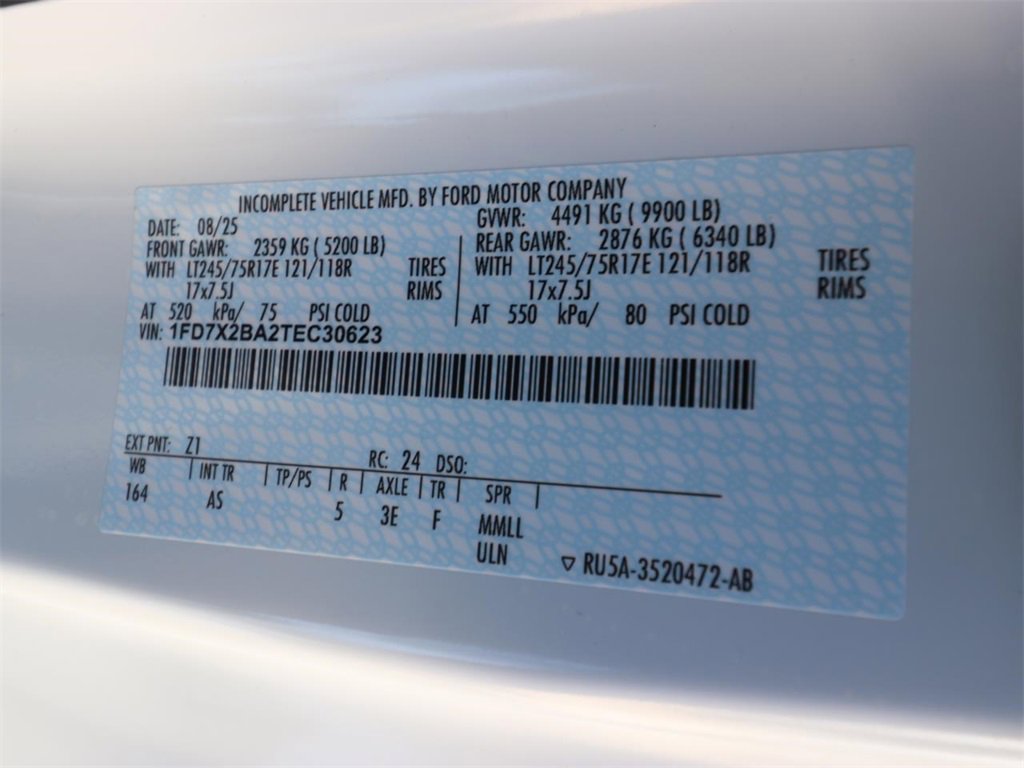 INCOMPLETE VEHICLE MFD. BY FORD MOTOR COMPANY
DATE: 08/25 GVWR: 4491 KG ( 9900 LB)
FRONT GAWR: 2359 KG ( 5200 LB) REAR GAWR: 2876 KG ( 6340 LB)
WITH LT245/75R17E 121/118R TIRES WITH LT245/75R17E 121/118R TIRES
17x7.5J RIMS 17x7.5J RIMS
AT 520 kPa/ 75 PSI COLD AT 550 kPa/ 80 PSI COLD
VIN: 1FD7X2BA2TEC30623
EXT PNT: Z1 RC: 24 DSO:
WB INT TR TP/PS R AXLE TR SPR
164 AS 5 3E F MMLL
ULN RU5A-3520472-AB